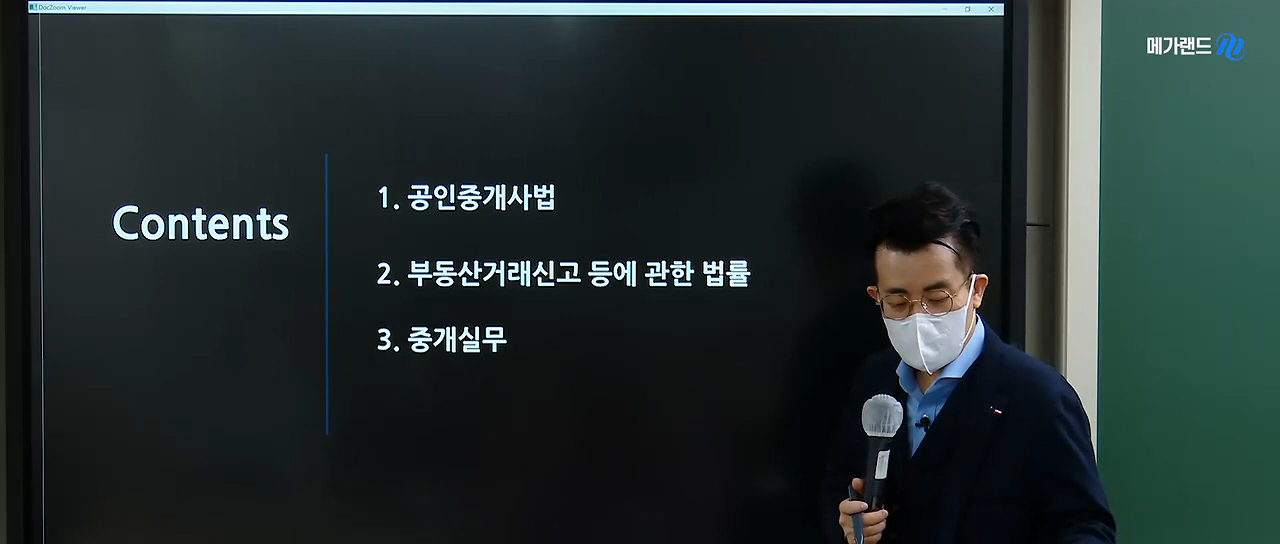 DocZoom Viewer
메가랜드
Contents
1. 공인중개사법
2. 부동산거래신고 등에 관한 법률
3. 중개실무